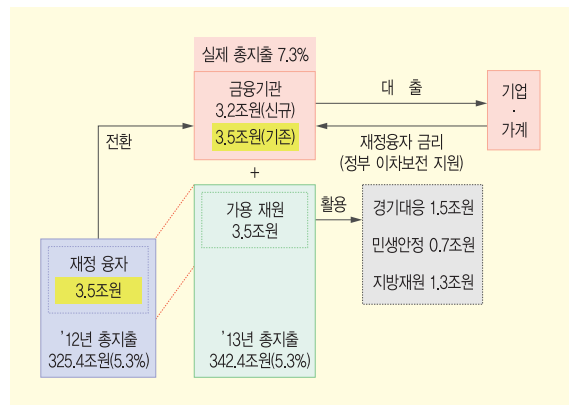 실제 총지출 7.3%
금융기관
3.2조원(신규)
3.5조원(기존)
대 출
기업
·
가계
재정융자 금리
(정부 이차보전 지원)
전환
+
가용 재원
3.5조원
활용
경기대응 1.5조원
민생안정 0.7조원
지방재원 1.3조원
재정 융자
3.5조원
’12년 총지출
325.4조원(5.3%)
’13년 총지출
342.4조원(5.3%)